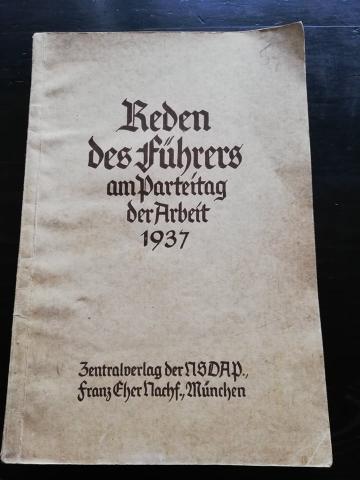 Reden
des Führers
am Parteitag
der Arbeit
1937
Zentralverlag der NSDAP.,
Franz Eher Nachf., München